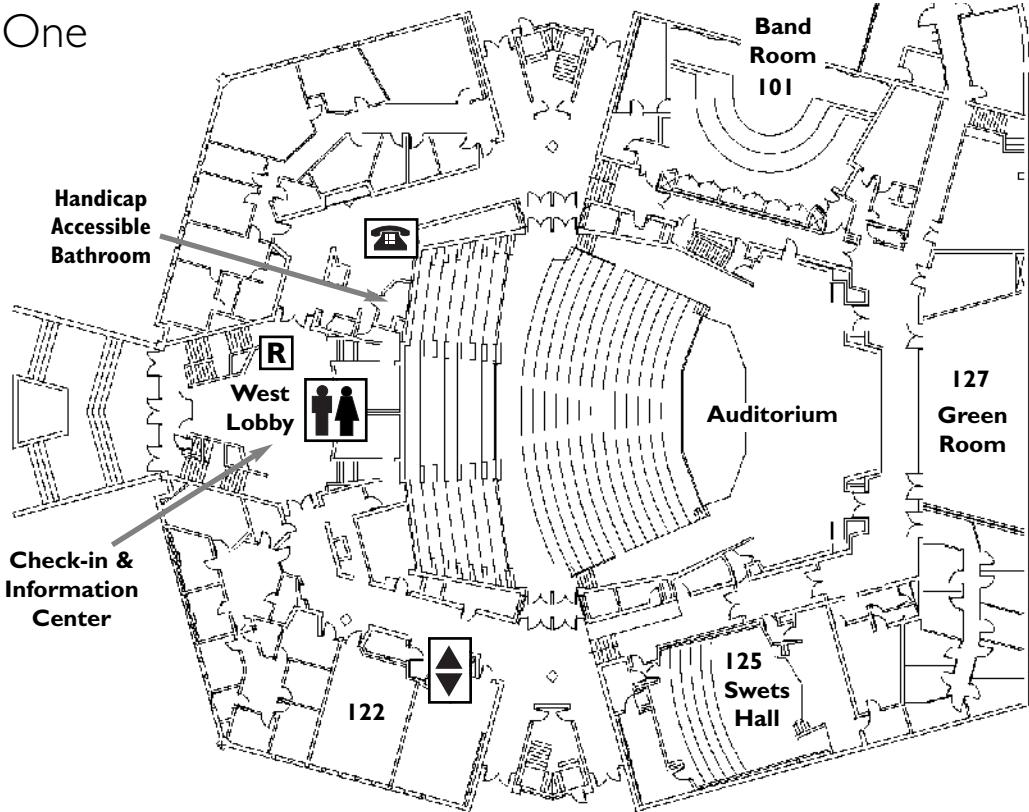 One
Band
Room
101
Handicap
Accessible
Bathroom
R
West
Lobby
127
Green
Room
Auditorium
Check-in &
Information
Center
122
125
Swets
Hall